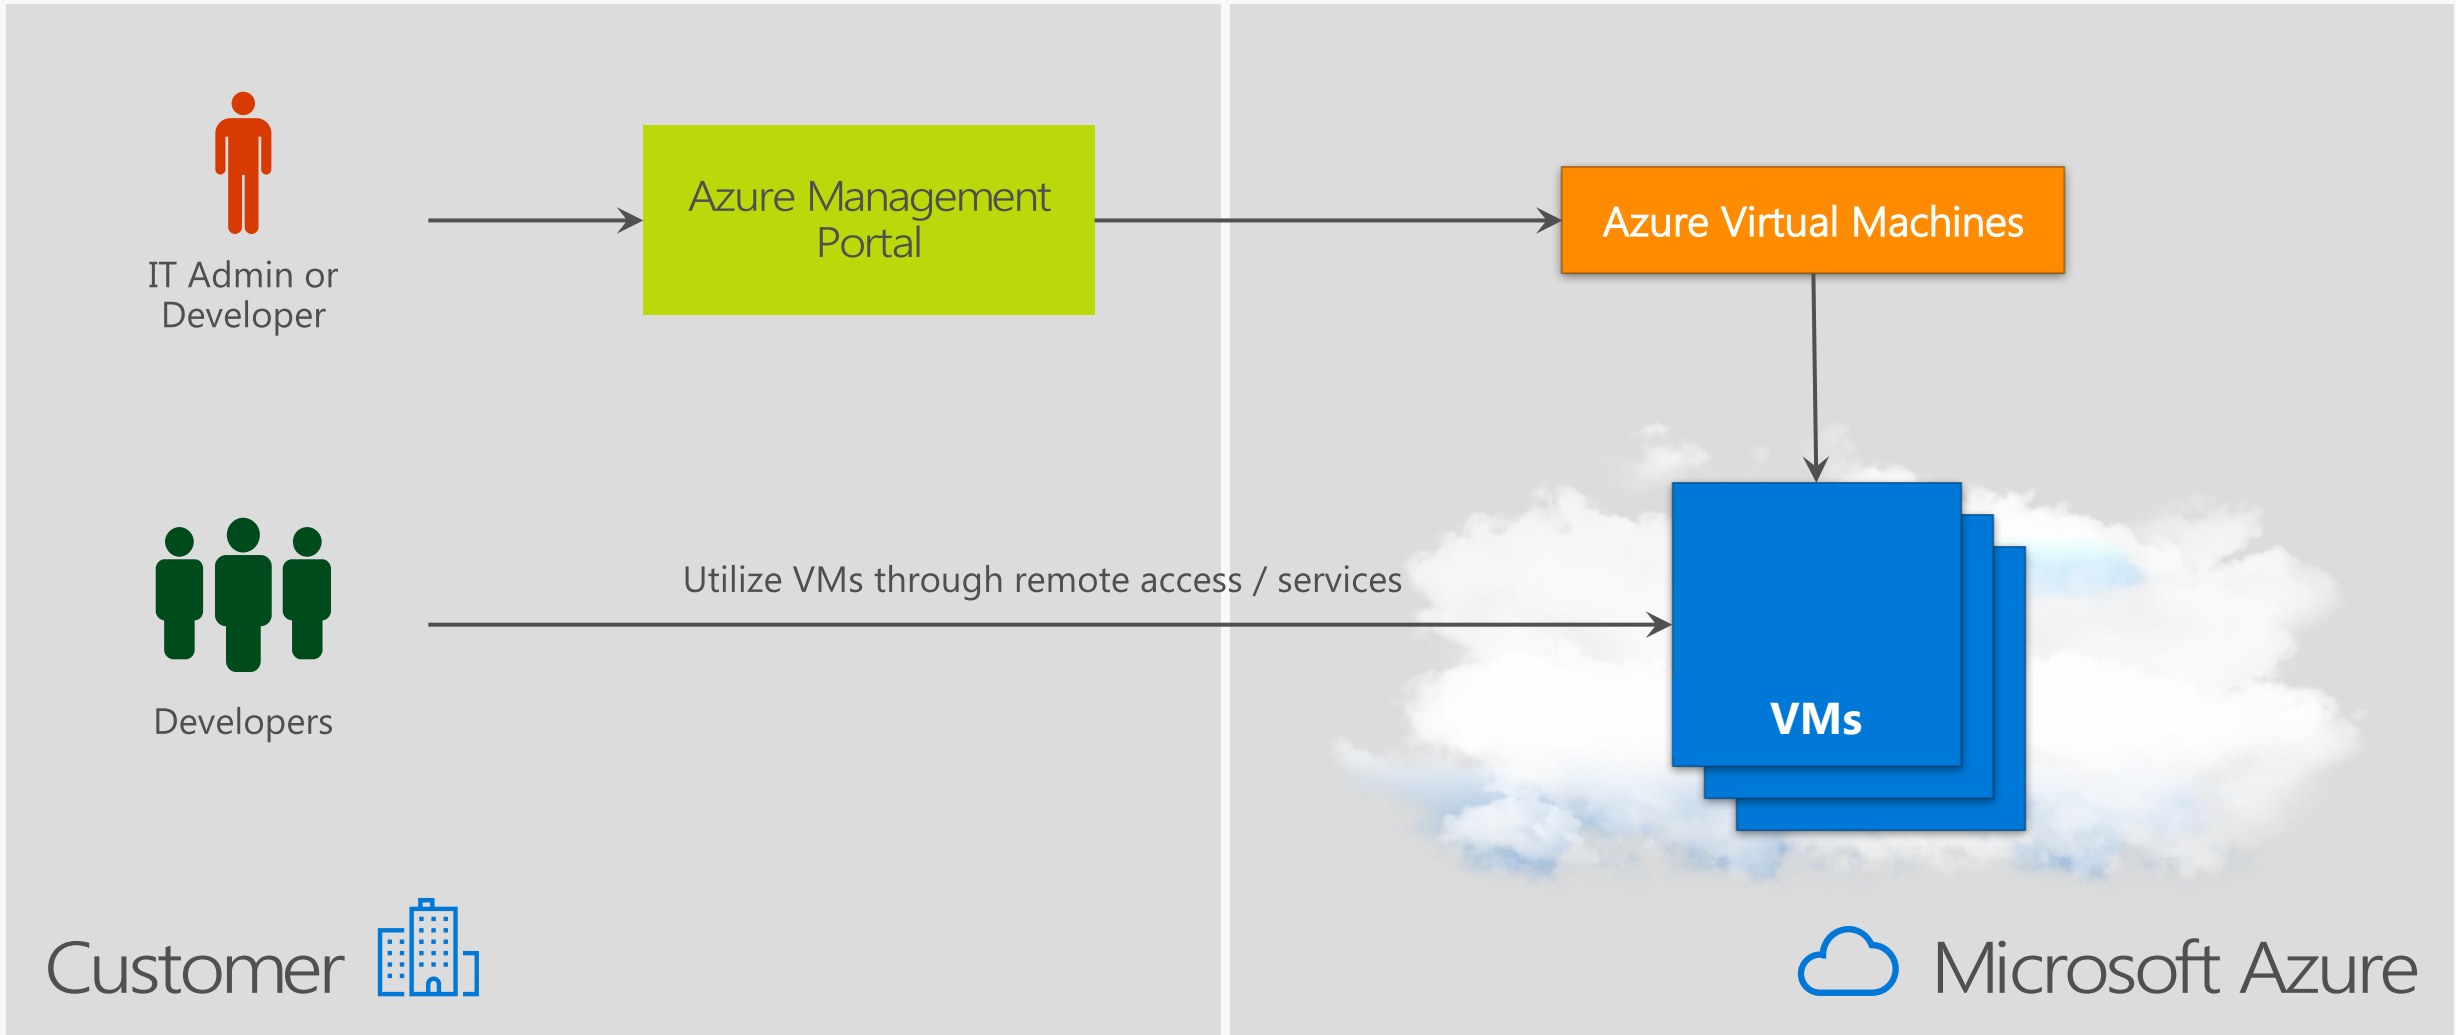 Azure Management
Portal
Azure Virtual Machines
IT Admin or
Developer
Utilize VMs through remote access / services
Developers
VMs
Customer
Microsoft Azure